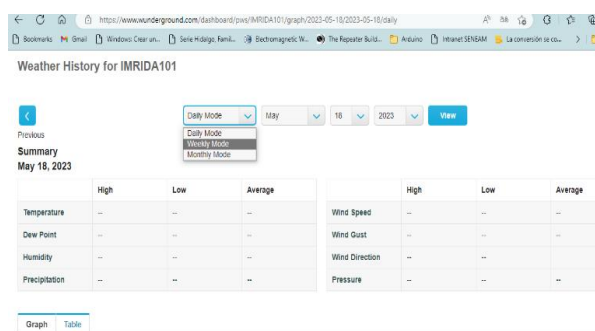 https://www.wunderground.com/dashboard/pws/IMRIDA101/graph/2023-05-18/2023-05-18/daily
Bookmarks Gmail Windows Crear un... Serie Hidalgo, Famil... Electromagnetic W... The Repeater Build... Arduino Intranet SENEAM La conversión se co...
Weather History for IMRIDA101
Daily Mode May 18 2023 View
Previous
Daily Mode
Weekly Mode
Monthly Mode
Summary
May 18, 2023
High Low Average High Low Average
Temperature -- -- -- Wind Speed -- -- --
Dew Point -- -- -- Wind Gust -- -- --
Humidity -- -- -- Wind Direction -- --
Precipitation -- -- -- Pressure -- -- --
Graph Table